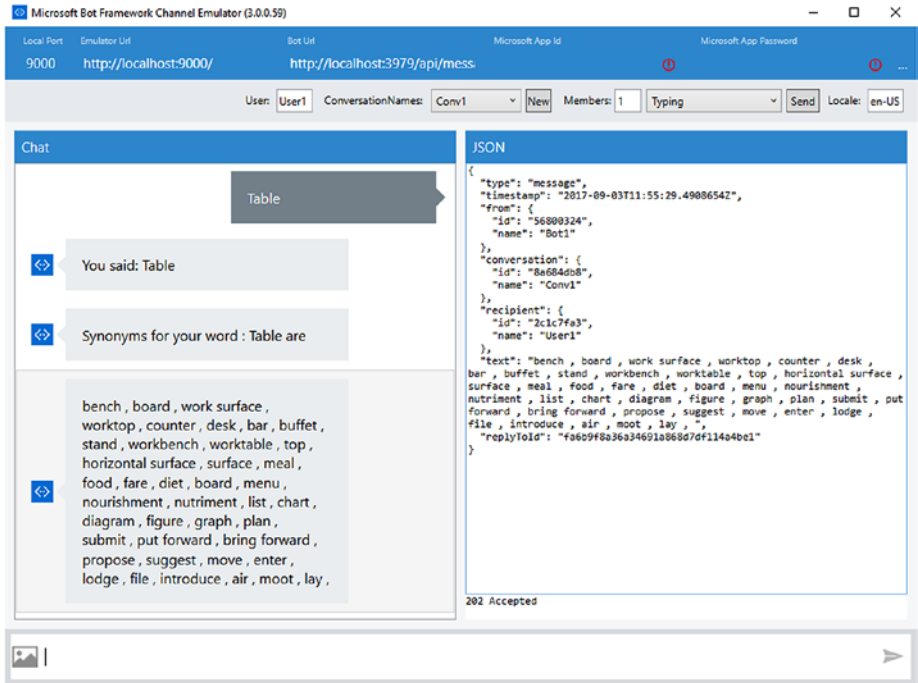 Microsoft Bot Framework Channel Emulator (3.0.0.59)
Local Port Emulator Url Bot Url Microsoft App Id Microsoft App Password
9000 http://localhost:9000/ http://localhost:3979/api/mess ...
User: User1 ConversationNames: Conv1 New Members: 1 Typing Send Locale: en-US
Chat
Table
You said: Table
Synonyms for your word : Table are
bench , board , work surface ,
worktop , counter , desk , bar , buffet ,
stand , workbench , worktable , top ,
horizontal surface , surface , meal ,
food , fare , diet , board , menu ,
nourishment , nutriment , list , chart ,
diagram , figure , graph , plan ,
submit , put forward , bring forward ,
propose , suggest , move , enter ,
lodge , file , introduce , air , moot , lay ,
JSON
{
"type": "message",
"timestamp": "2017-09-03T11:55:29.4908654Z",
"from": {
"id": "56800324",
"name": "Bot1"
},
"conversation": {
"id": "8a684db8",
"name": "Conv1"
},
"recipient": {
"id": "2c1c7fa3",
"name": "User1"
},
"text": "bench , board , work surface , worktop , counter , desk ,
bar , buffet , stand , workbench , worktable , top , horizontal surface ,
surface , meal , food , fare , diet , board , menu , nourishment ,
nutriment , list , chart , diagram , figure , graph , plan , submit , put
forward , bring forward , propose , suggest , move , enter , lodge ,
file , introduce , air , moot , lay , ",
"replyToId": "fa6b9f8a36a34691a868d7df114a4be1"
}
202 Accepted